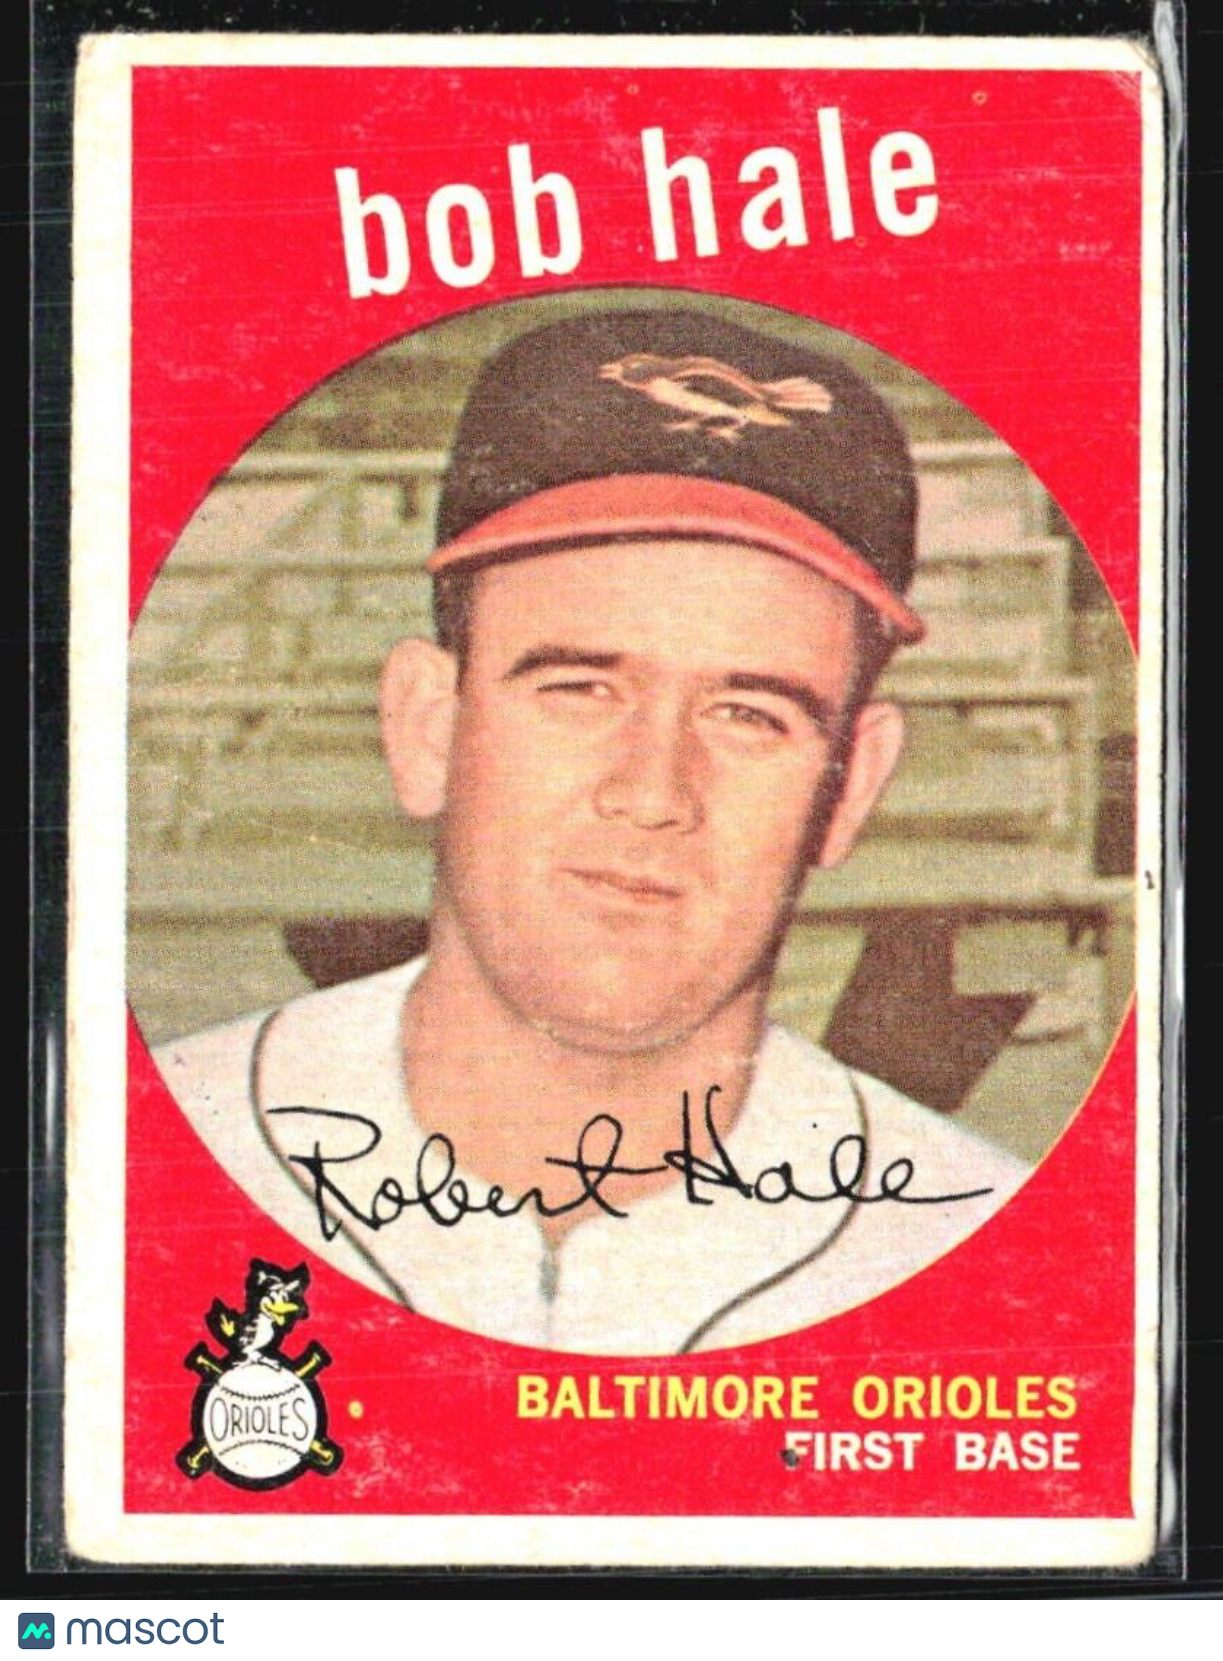 bob hale
Robert Hale
ORIOLES
BALTIMORE ORIOLES
FIRST BASE
mascot